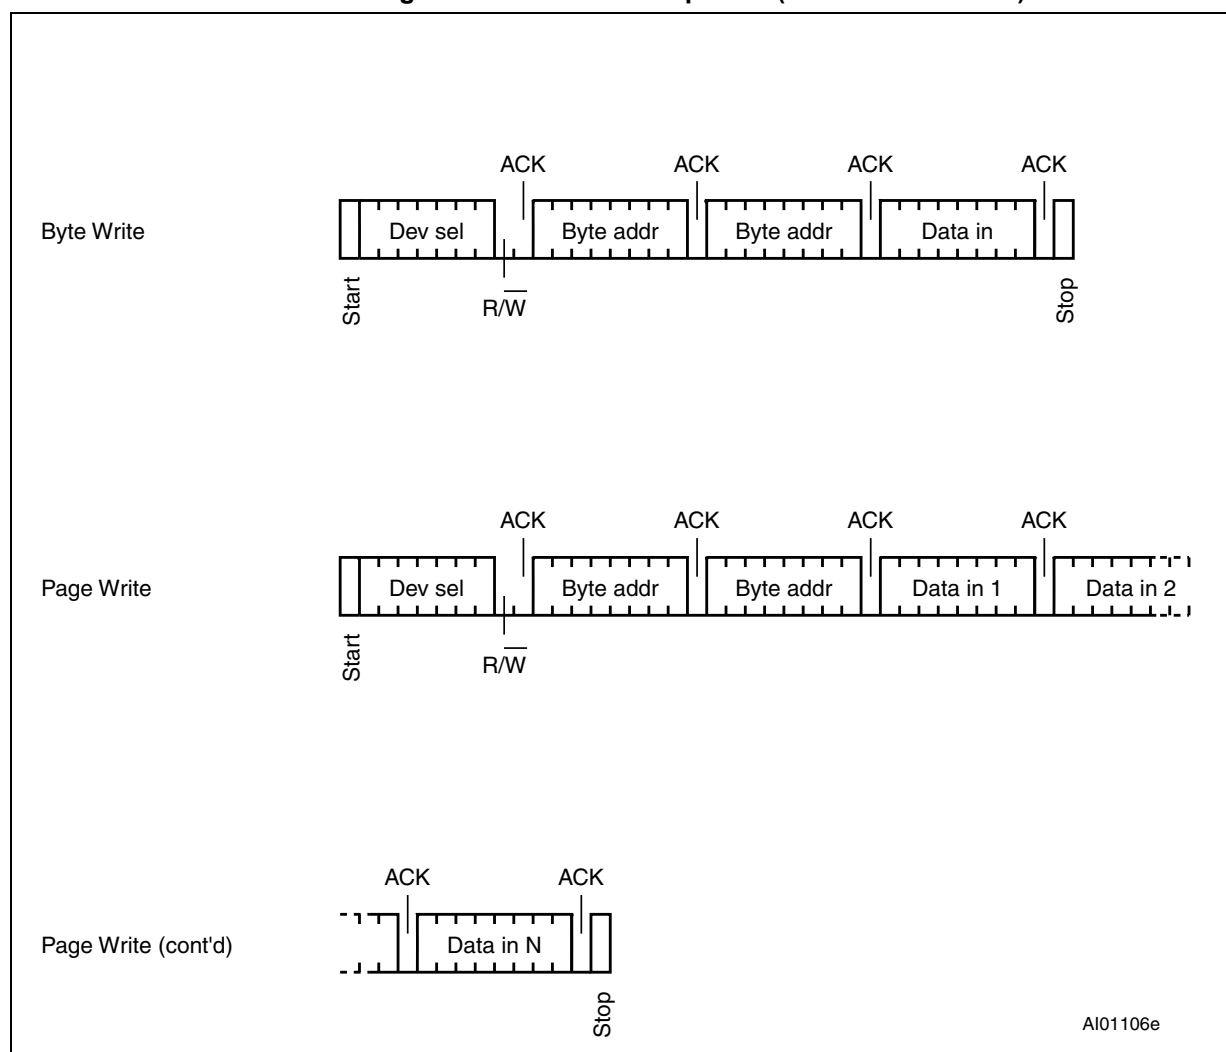 ACK ACK ACK ACK
Byte Write Dev sel Byte addr Byte addr Data in
Start R/W̅ Stop
ACK ACK ACK ACK
Page Write Dev sel Byte addr Byte addr Data in 1 Data in 2
Start R/W̅
ACK ACK
Page Write (cont'd) Data in N
Stop
AI01106e